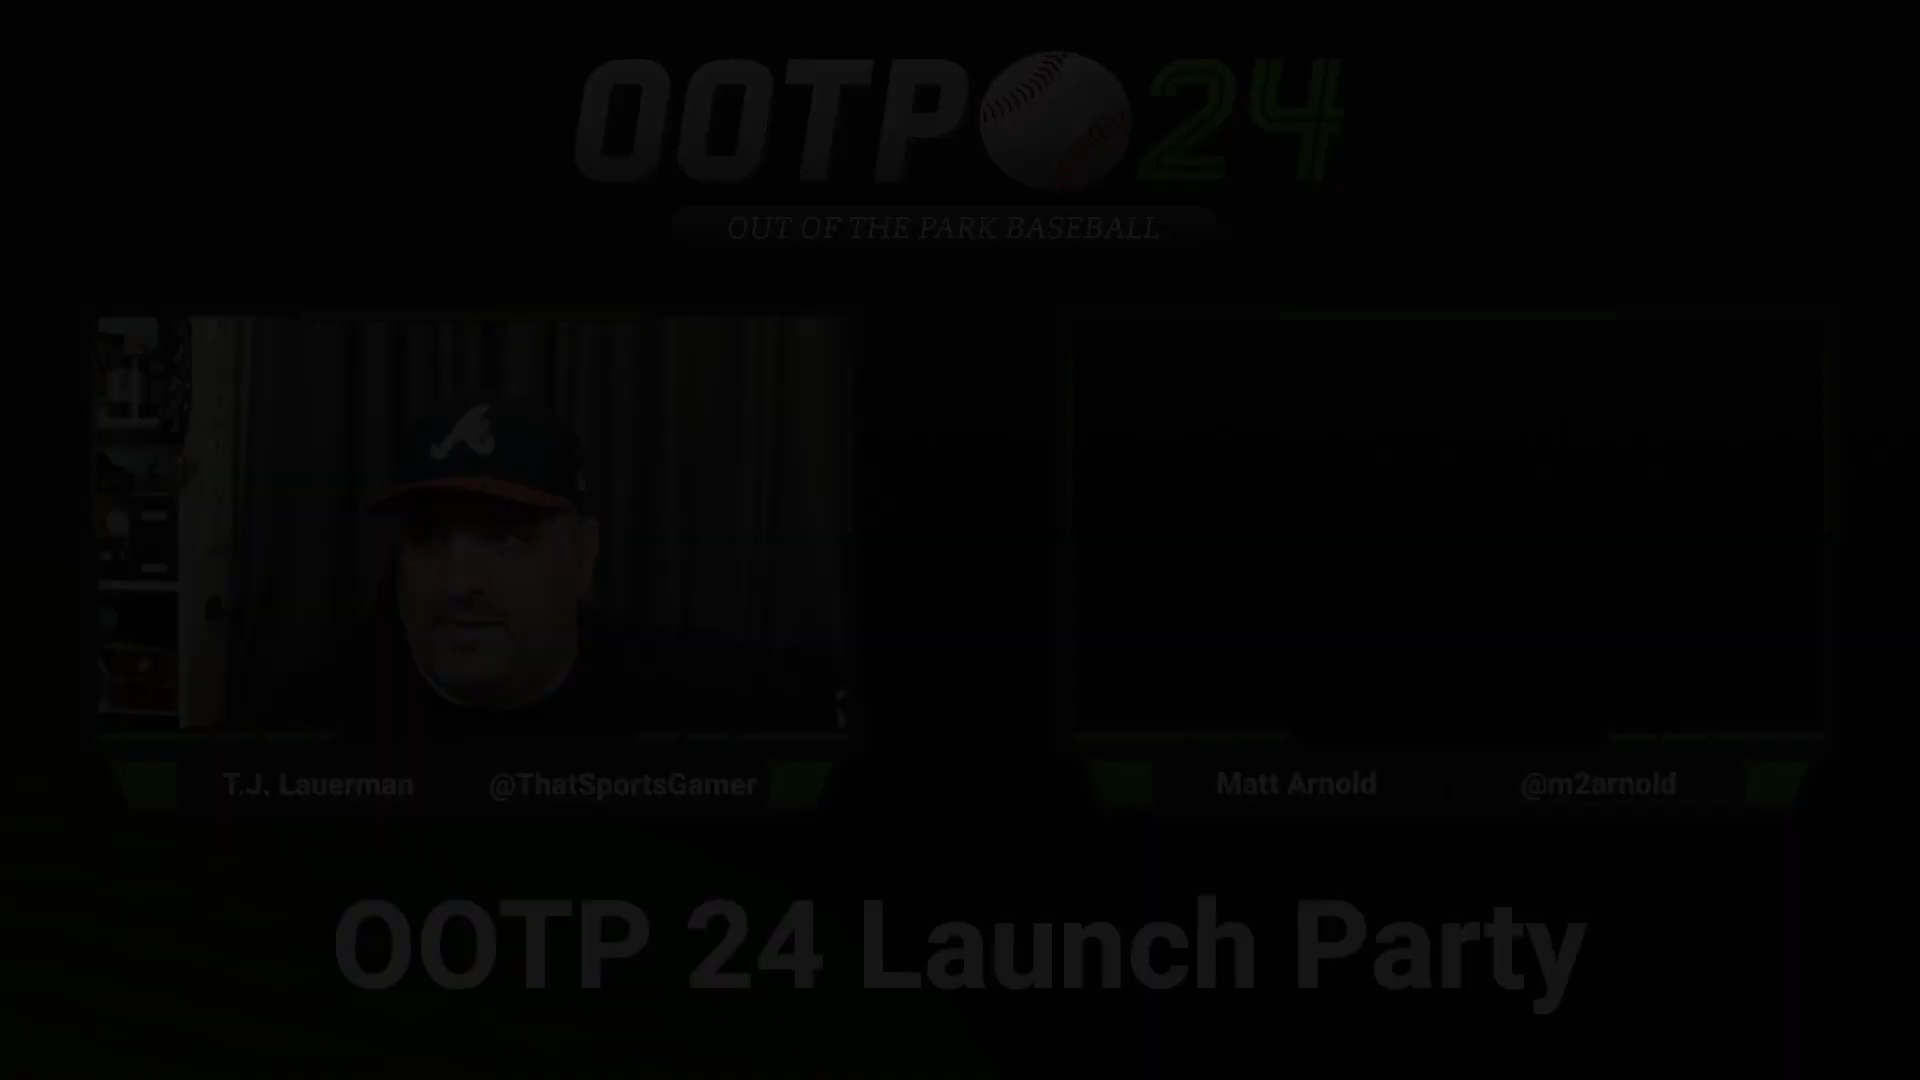 OOTP 24
OUT OF THE PARK BASEBALL
T.J. Lauerman @ThatSportsGamer
Matt Arnold @m2arnold
OOTP 24 Launch Party